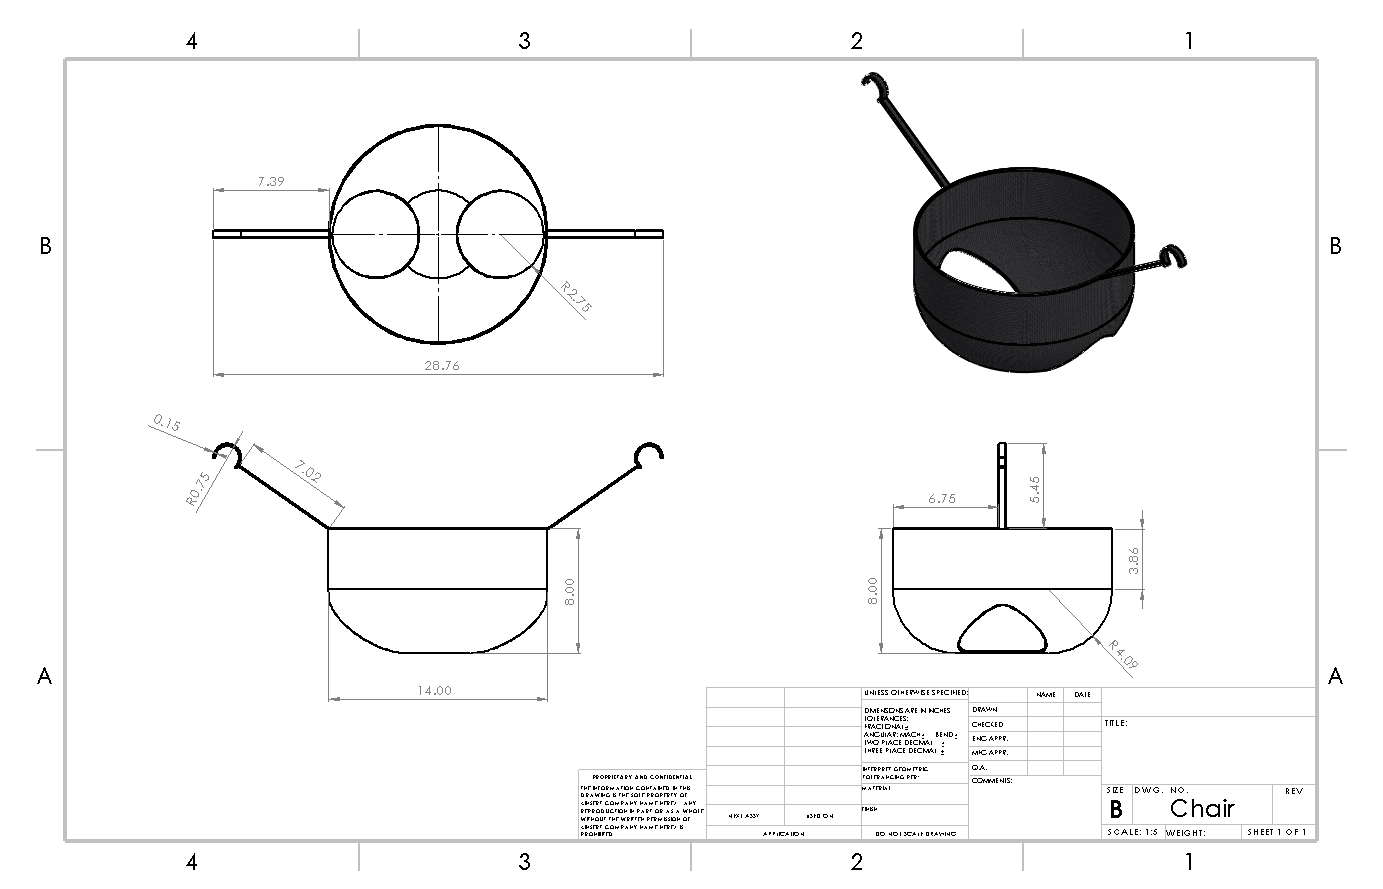 4 3 2 1
B B
7.39
R2.75
28.76
0.15
R0.75
7.02
8.00
14.00
6.75
5.45
3.86
8.00
R4.09
A A
UNLESS OTHERWISE SPECIFIED:
DIMENSIONS ARE IN INCHES
TOLERANCES:
FRACTIONAL±
ANGULAR: MACH± BEND±
TWO PLACE DECIMAL ±
THREE PLACE DECIMAL ±
INTERPRET GEOMETRIC
TOLERANCING PER:
MATERIAL
FINISH
DO NOT SCALE DRAWING
NAME DATE
DRAWN
CHECKED
ENG APPR.
MFG APPR.
Q.A.
COMMENTS:
TITLE:
SIZE DWG. NO. REV
B Chair
SCALE: 1:5 WEIGHT: SHEET 1 OF 1
PROPRIETARY AND CONFIDENTIAL
THE INFORMATION CONTAINED IN THIS
DRAWING IS THE SOLE PROPERTY OF
<INSERT COMPANY NAME HERE>. ANY
REPRODUCTION IN PART OR AS A WHOLE
WITHOUT THE WRITTEN PERMISSION OF
<INSERT COMPANY NAME HERE> IS
PROHIBITED.
NEXT ASSY USED ON
APPLICATION
4 3 2 1